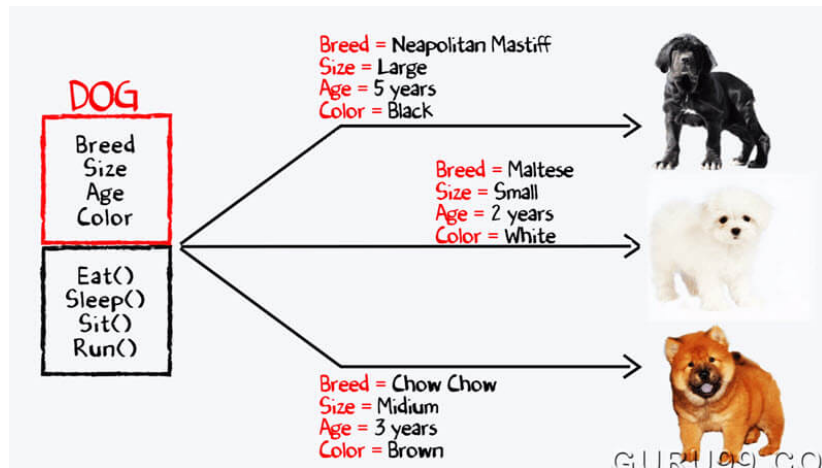 DOG
Breed
Size
Age
Color
Eat()
Sleep()
Sit()
Run()
Breed = Neapolitan Mastiff
Size = Large
Age = 5 years
Color = Black
Breed = Maltese
Size = Small
Age = 2 years
Color = White
Breed = Chow Chow
Size = Midium
Age = 3 years
Color = Brown
GURU99.CO